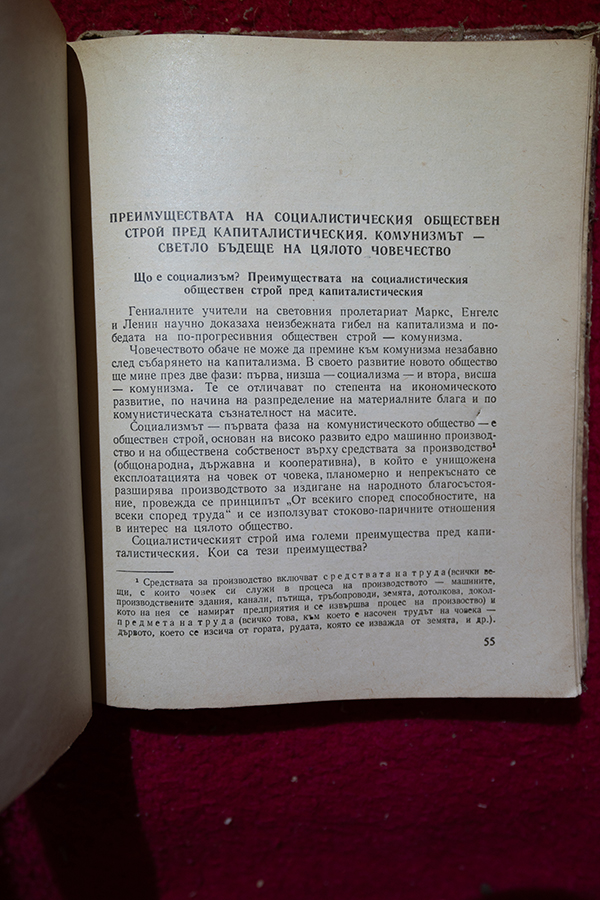 ПРЕИМУЩЕСТВАТА НА СОЦИАЛИСТИЧЕСКИЯ ОБЩЕСТВЕН
СТРОЙ ПРЕД КАПИТАЛИСТИЧЕСКИЯ. КОМУНИЗМЪТ —
СВЕТЛО БЪДЕЩЕ НА ЦЯЛОТО ЧОВЕЧЕСТВО
Що е социализъм? Преимуществата на социалистическия
обществен строй пред капиталистическия
Гениалните учители на световния пролетариат Маркс, Енгелс
и Ленин научно доказаха неизбежната гибел на капитализма и по-
бедата на по-прогресивния обществен строй — комунизма.
Човечеството обаче не може да премине към комунизма незабавно
след събарянето на капитализма. В своето развитие новото общество
ще мине през две фази: първа, низша — социализма — и втора, висша
— комунизма. Те се отличават по степента на икономическото
развитие, по начина на разпределение на материалните блага и по
комунистическата съзнателност на масите.
Социализмът — първата фаза на комунистическото общество — е
обществен строй, основан на високо развито едро машинно производ-
ство и на обществена собственост върху средствата за производство¹
(общонародна, държавна и кооперативна), в който е унищожена
експлоатацията на човек от човека, планомерно и непрекъснато се
разширява производството за издигане на народното благосъстоя-
ние, провежда се принципът „От всекиго според способностите, на
всеки според труда“ и се използуват стоково-паричните отношения
в интерес на цялото общество.
Социалистическият строй има големи преимущества пред капи-
талистическия. Кои са тези преимущества?
¹ Средствата за производство включват средствата на труда (всички ве-
щи, с които човек си служи в процеса на производството — машините,
производствените здания, канали, пътища, тръбопроводи, земята, дотолкова, докол-
кото на нея се намират предприятия и се извършва процес на произвоство) и
предмета на труда (всичко това, към което е насочен трудът на човека —
дървото, което се изсича от гората, рудата, която се изважда от земята, и др.).
55